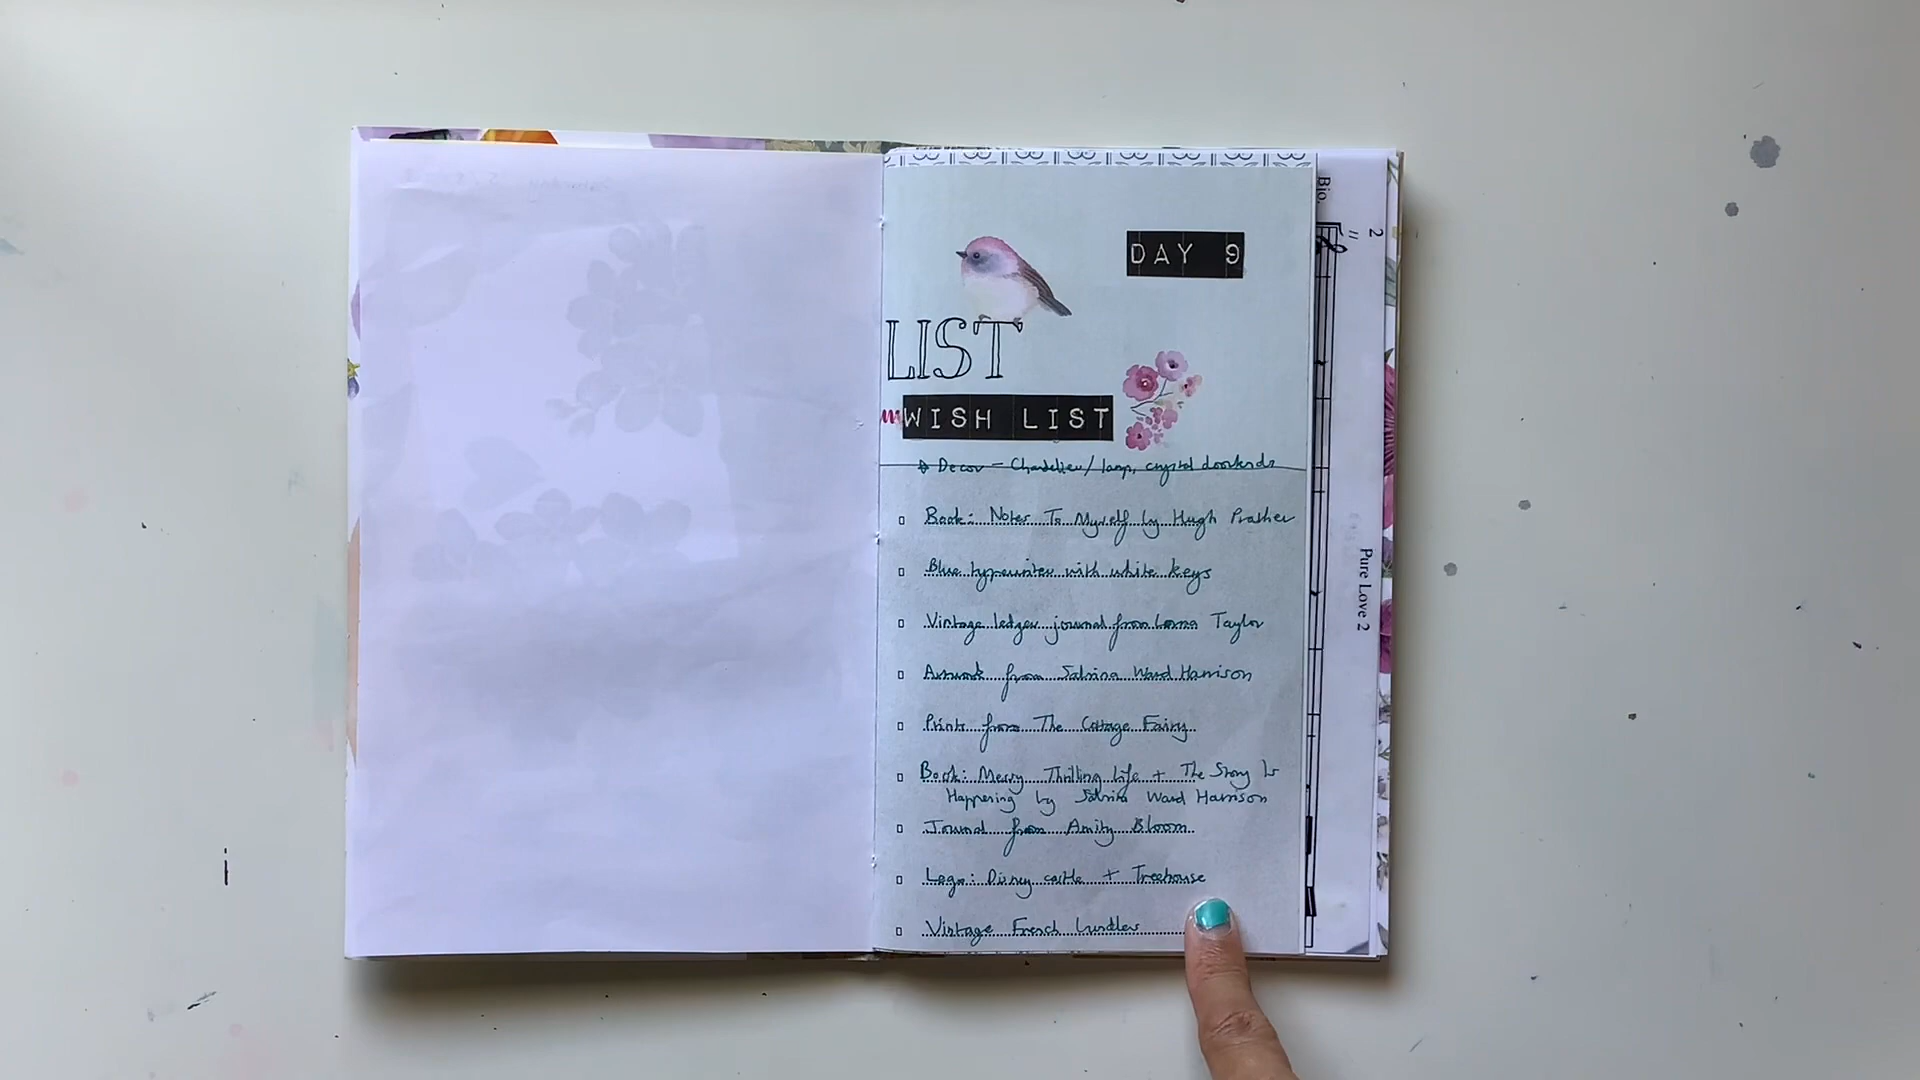 DAY 9
LIST
WISH LIST
Decor - Chandelier/lamp, crystal doorknobs
Book: Notes To Myself by Hugh Prather
Blue typewriter with white keys
Vintage ledger journal from Lorna Taylor
Artwork from Sabrina Ward Harrison
Prints from The Cottage Fairy
Book: Messy Thrilling Life + The Story Is
Happening by Sabrina Ward Harrison
Journal from Amity Bloom
Lego: Disney castle + Treehouse
Vintage French
Bio.
2
Pure Love 2